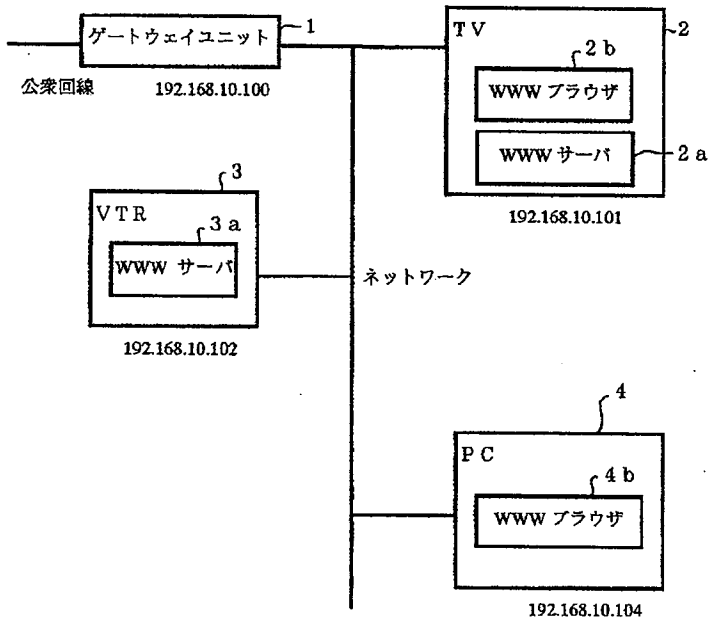 ゲートウェイユニット
1
公衆回線
192.168.10.100
TV
2
2b
WWW ブラウザ
WWW サーバ
2a
192.168.10.101
3
VTR
3a
WWW サーバ
192.168.10.102
ネットワーク
4
PC
4b
WWW ブラウザ
192.168.10.104